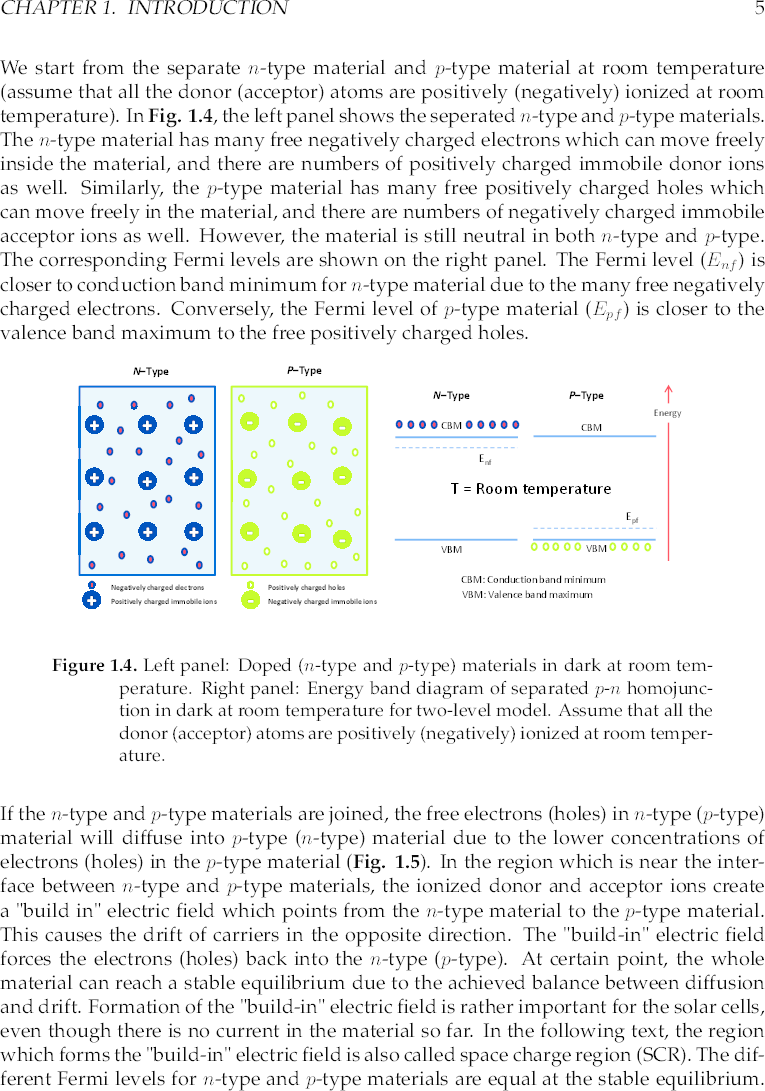 CHAPTER 1. INTRODUCTION 5
We start from the separate n-type material and p-type material at room temperature
(assume that all the donor (acceptor) atoms are positively (negatively) ionized at room
temperature). In Fig. 1.4, the left panel shows the seperated n-type and p-type materials.
The n-type material has many free negatively charged electrons which can move freely
inside the material, and there are numbers of positively charged immobile donor ions
as well. Similarly, the p-type material has many free positively charged holes which
can move freely in the material, and there are numbers of negatively charged immobile
acceptor ions as well. However, the material is still neutral in both n-type and p-type.
The corresponding Fermi levels are shown on the right panel. The Fermi level (Enf) is
closer to conduction band minimum for n-type material due to the many free negatively
charged electrons. Conversely, the Fermi level of p-type material (Epf) is closer to the
valence band maximum to the free positively charged holes.
N–Type P–Type
Negatively charged electrons Positively charged holes
Positively charged immobile ions Negatively charged immobile ions
N–Type P–Type
Energy
CBM CBM
Enf
T = Room temperature
Epf
VBM VBM
CBM: Conduction band minimum
VBM: Valence band maximum
Figure 1.4. Left panel: Doped (n-type and p-type) materials in dark at room tem-
perature. Right panel: Energy band diagram of separated p-n homojunc-
tion in dark at room temperature for two-level model. Assume that all the
donor (acceptor) atoms are positively (negatively) ionized at room temper-
ature.
If the n-type and p-type materials are joined, the free electrons (holes) in n-type (p-type)
material will diffuse into p-type (n-type) material due to the lower concentrations of
electrons (holes) in the p-type material (Fig. 1.5). In the region which is near the inter-
face between n-type and p-type materials, the ionized donor and acceptor ions create
a "build in" electric field which points from the n-type material to the p-type material.
This causes the drift of carriers in the opposite direction. The "build-in" electric field
forces the electrons (holes) back into the n-type (p-type). At certain point, the whole
material can reach a stable equilibrium due to the achieved balance between diffusion
and drift. Formation of the "build-in" electric field is rather important for the solar cells,
even though there is no current in the material so far. In the following text, the region
which forms the "build-in" electric field is also called space charge region (SCR). The dif-
ferent Fermi levels for n-type and p-type materials are equal at the stable equilibrium.